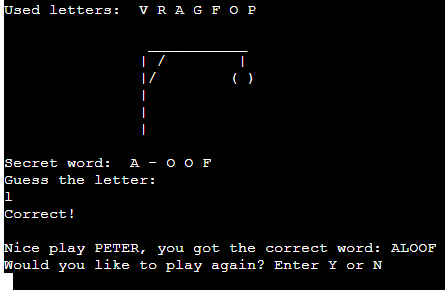 Used letters:  V R A G F O P
Secret word:  A - O O F
Guess the letter:
l
Correct!
Nice play PETER, you got the correct word: ALOOF
Would you like to play again? Enter Y or N